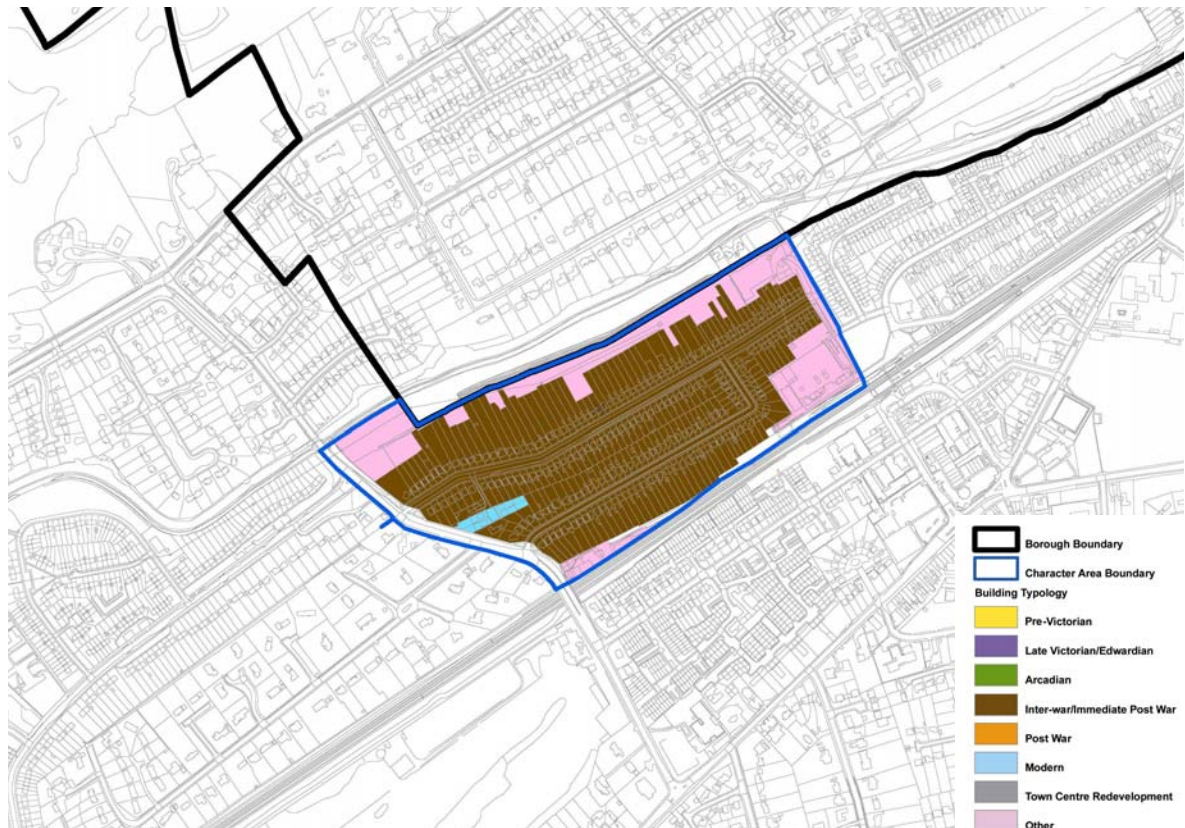 Borough Boundary
Character Area Boundary
Building Typology
Pre-Victorian
Late Victorian/Edwardian
Arcadian
Inter-war/Immediate Post War
Post War
Modern
Town Centre Redevelopment
Other